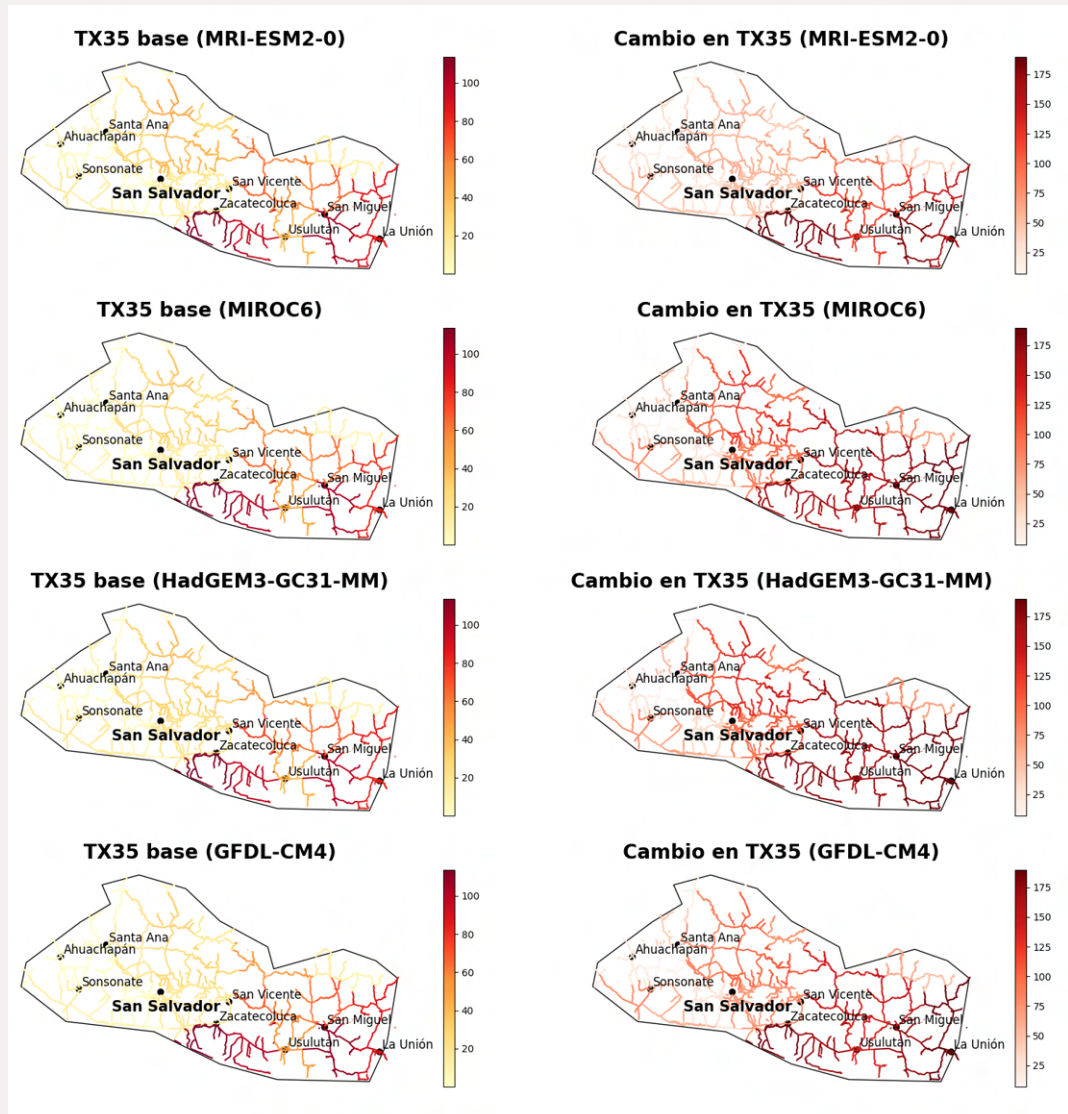 TX35 base (MRI-ESM2-0)
Santa Ana
Ahuachapán
Sonsonate
San Salvador
San Vicente
Zacatecoluca
San Miguel
Usulután
La Unión
100
80
60
40
20
Cambio en TX35 (MRI-ESM2-0)
Santa Ana
Ahuachapán
Sonsonate
San Salvador
San Vicente
Zacatecoluca
San Miguel
Usulután
La Unión
175
150
125
100
75
50
25
TX35 base (MIROC6)
Santa Ana
Ahuachapán
Sonsonate
San Salvador
San Vicente
Zacatecoluca
San Miguel
Usulután
La Unión
100
80
60
40
20
Cambio en TX35 (MIROC6)
Santa Ana
Ahuachapán
Sonsonate
San Salvador
San Vicente
Zacatecoluca
San Miguel
Usulután
La Unión
175
150
125
100
75
50
25
TX35 base (HadGEM3-GC31-MM)
Santa Ana
Ahuachapán
Sonsonate
San Salvador
San Vicente
Zacatecoluca
San Miguel
Usulután
La Unión
100
80
60
40
20
Cambio en TX35 (HadGEM3-GC31-MM)
Santa Ana
Ahuachapán
Sonsonate
San Salvador
San Vicente
Zacatecoluca
San Miguel
Usulután
La Unión
175
150
125
100
75
50
25
TX35 base (GFDL-CM4)
Santa Ana
Ahuachapán
Sonsonate
San Salvador
San Vicente
Zacatecoluca
San Miguel
Usulután
La Unión
100
80
60
40
20
Cambio en TX35 (GFDL-CM4)
Santa Ana
Ahuachapán
Sonsonate
San Salvador
San Vicente
Zacatecoluca
San Miguel
Usulután
La Unión
175
150
125
100
75
50
25